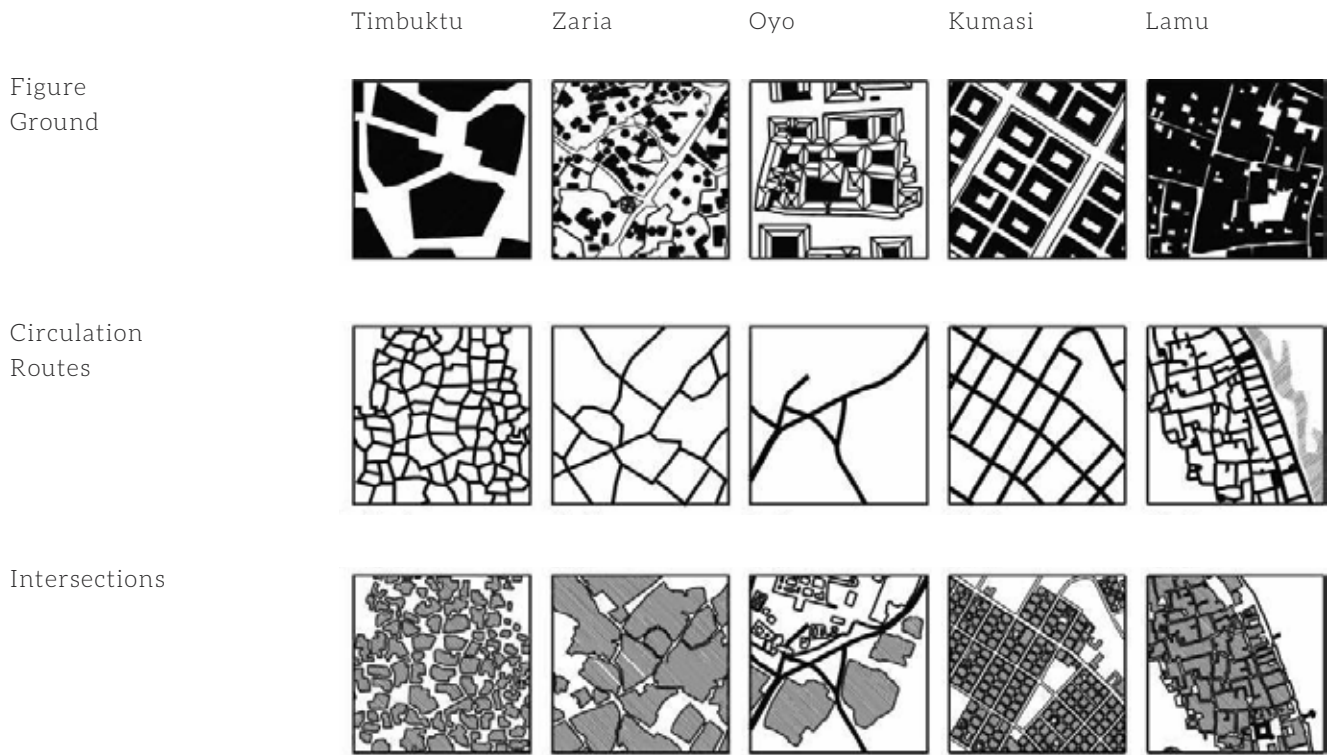 Timbuktu Zaria Oyo Kumasi Lamu
Figure
Ground
Circulation
Routes
Intersections